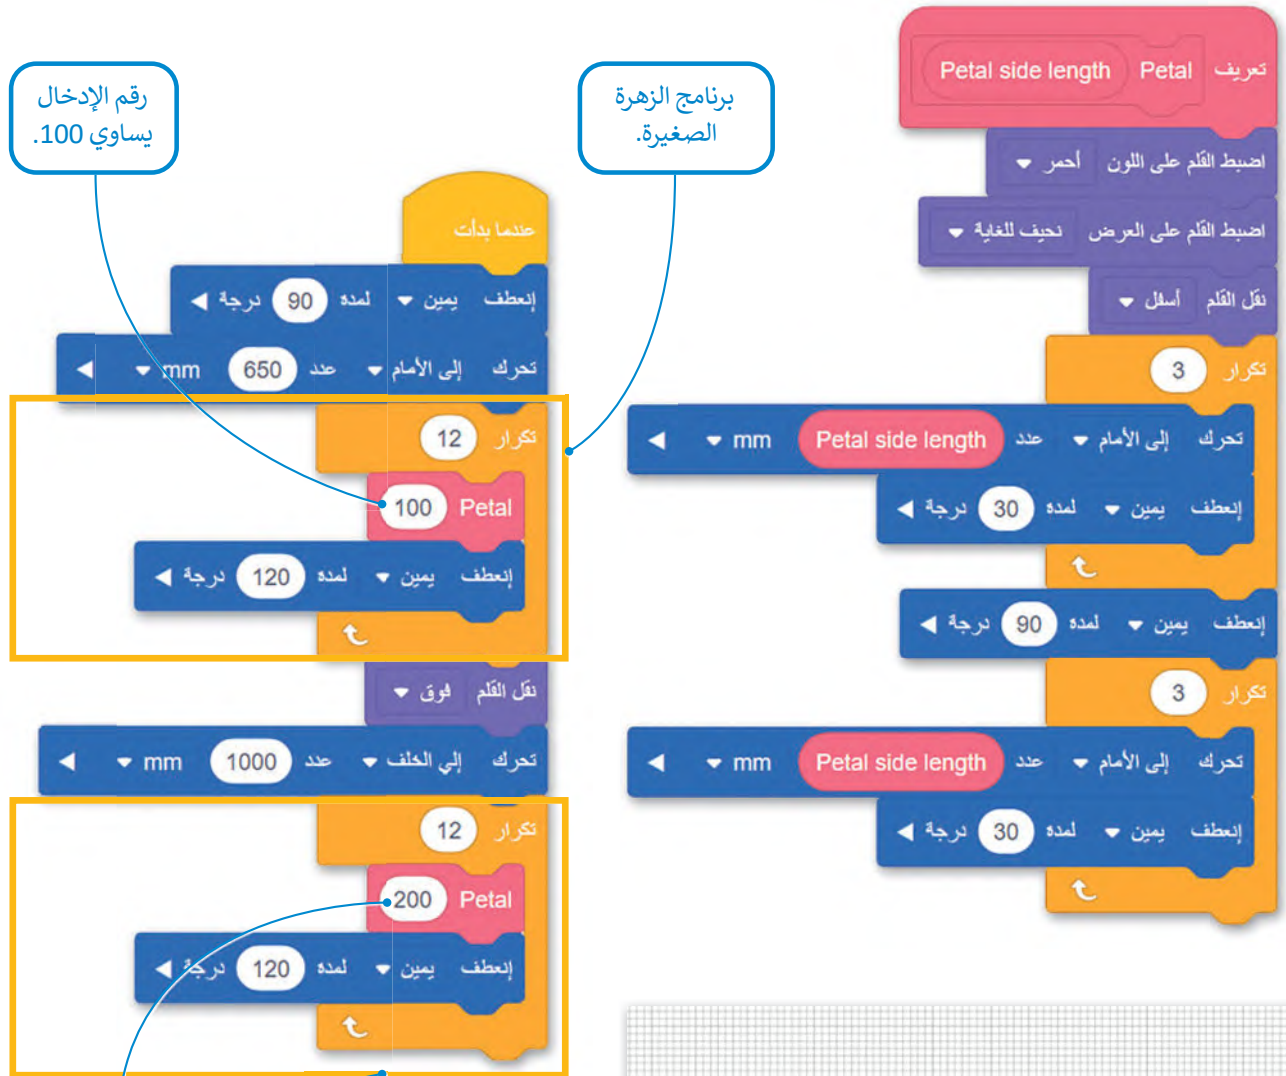 رقم الإدخال
يساوي 100.
برنامج الزهرة
الصغيرة.
عندما بدأت
إنعطف يمين لمدة 90 درجة
تحرك إلى الأمام عدد 650 mm
تكرار 12
Petal 100
إنعطف يمين لمدة 120 درجة
نقل القلم فوق
تحرك إلي الخلف عدد 1000 mm
تكرار 12
Petal 200
إنعطف يمين لمدة 120 درجة
تعريف Petal Petal side length
اضبط القلم على اللون أحمر
اضبط القلم على العرض نحيف للغاية
نقل القلم أسفل
تكرار 3
تحرك إلى الأمام عدد Petal side length mm
إنعطف يمين لمدة 30 درجة
إنعطف يمين لمدة 90 درجة
تكرار 3
تحرك إلى الأمام عدد Petal side length mm
إنعطف يمين لمدة 30 درجة